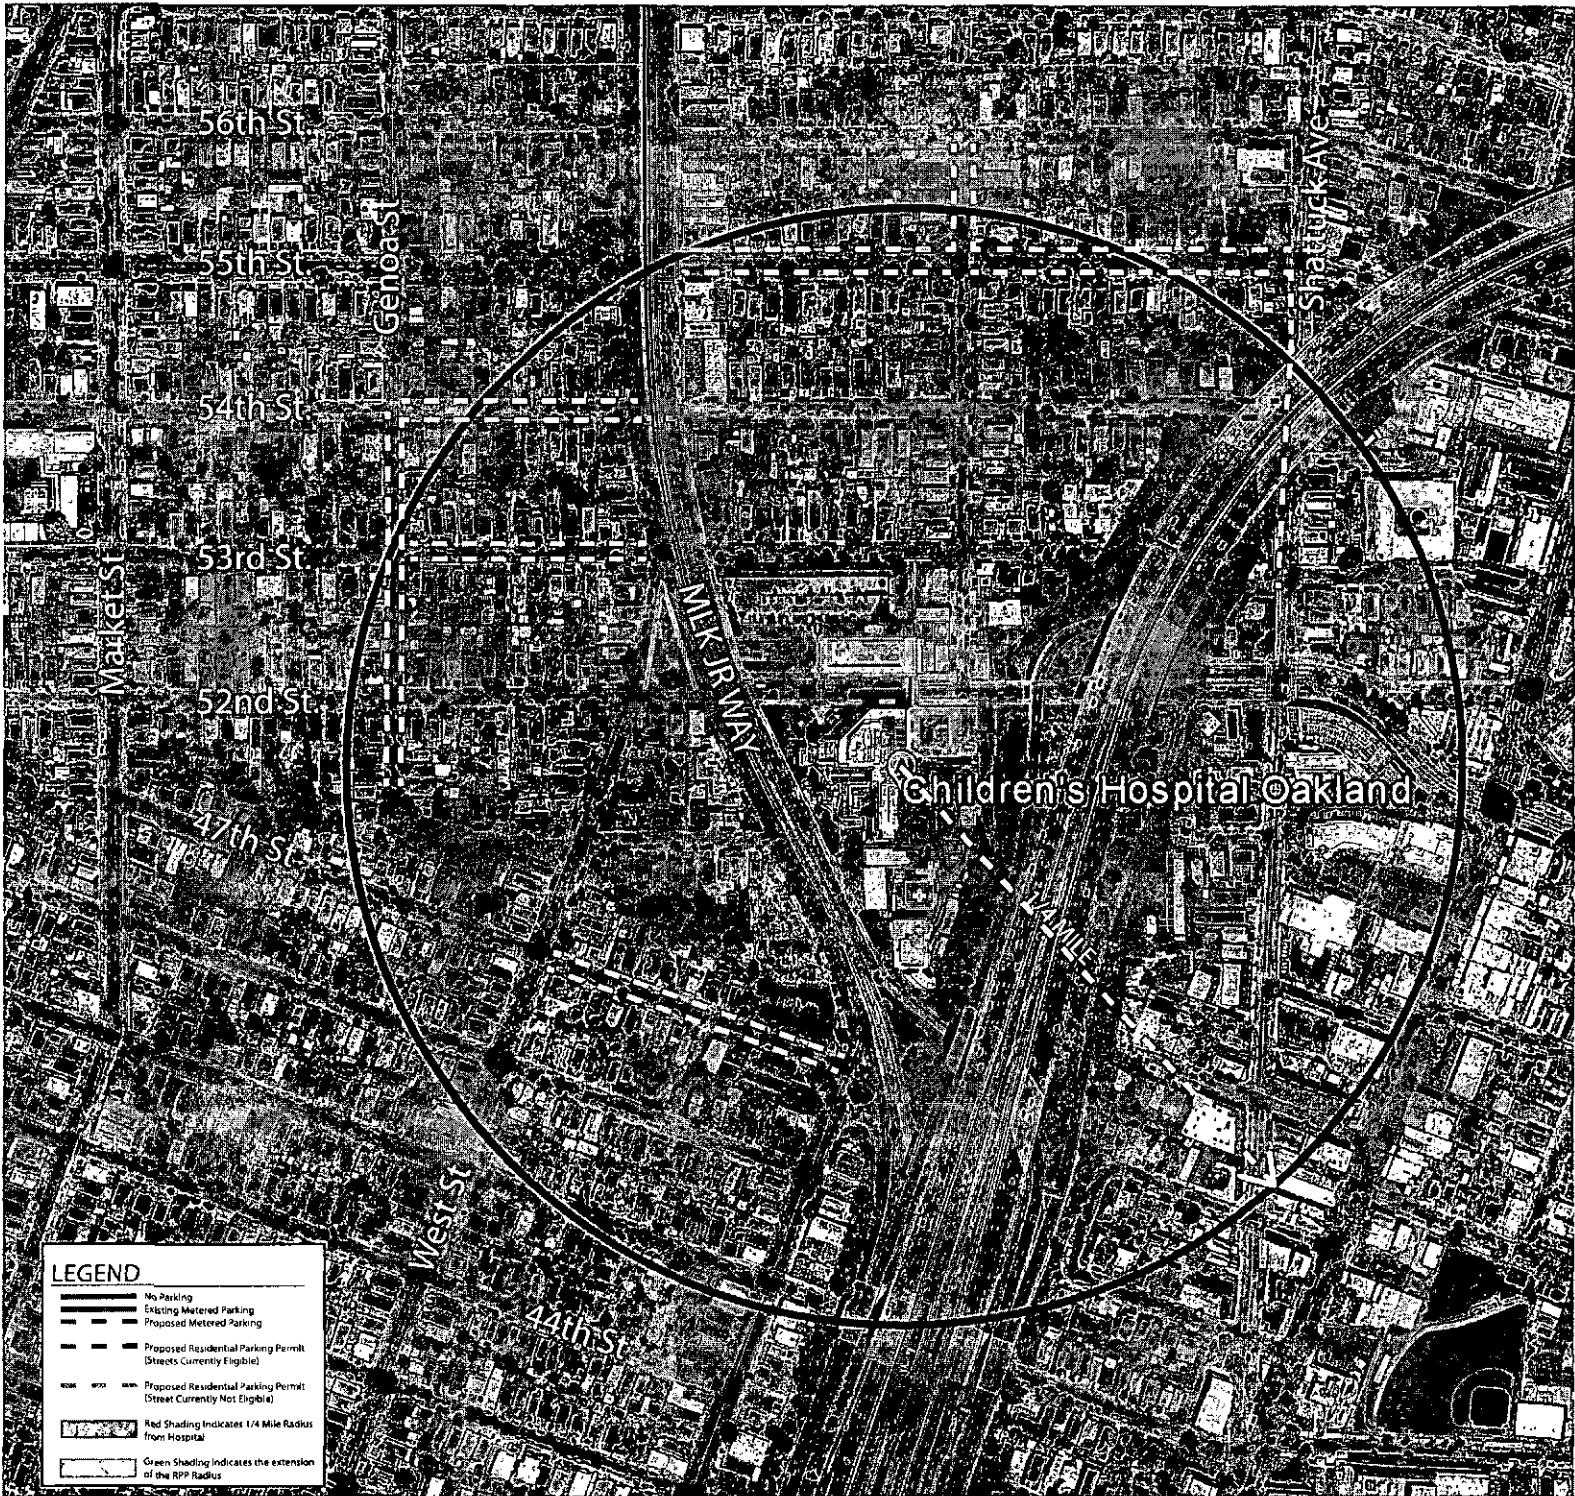 56th St.
Shattuck Ave
Genoa St
55th St.
54th St.
53rd St.
Market St
MLK JR WAY
52nd St.
Children's Hospital Oakland
47th St.
1/4 MILE
West St
44th St
LEGEND
No Parking
Existing Metered Parking
Proposed Metered Parking
Proposed Residential Parking Permit
(Streets Currently Eligible)
Proposed Residential Parking Permit
(Street Currently Not Eligible)
Red Shading Indicates 1/4 Mile Radius
from Hospital
Green Shading Indicates the extension
of the RPP Radius